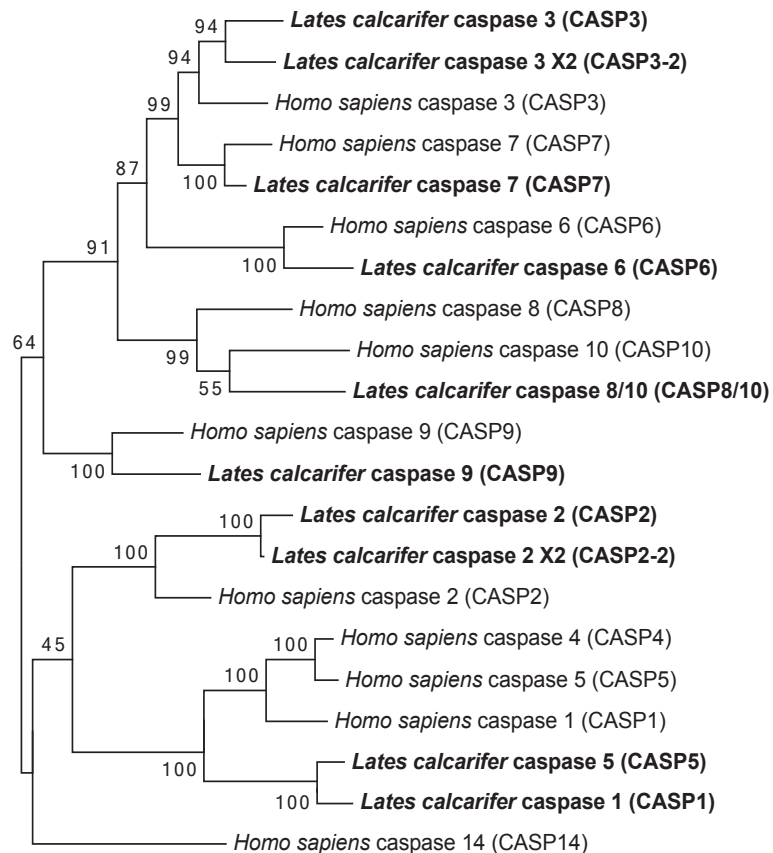 94 Lates calcarifer caspase 3 (CASP3)
94 Lates calcarifer caspase 3 X2 (CASP3-2)
99 Homo sapiens caspase 3 (CASP3)
Homo sapiens caspase 7 (CASP7)
87
100 Lates calcarifer caspase 7 (CASP7)
Homo sapiens caspase 6 (CASP6)
91
100 Lates calcarifer caspase 6 (CASP6)
Homo sapiens caspase 8 (CASP8)
64
99 Homo sapiens caspase 10 (CASP10)
55 Lates calcarifer caspase 8/10 (CASP8/10)
Homo sapiens caspase 9 (CASP9)
100 Lates calcarifer caspase 9 (CASP9)
100 Lates calcarifer caspase 2 (CASP2)
100 Lates calcarifer caspase 2 X2 (CASP2-2)
Homo sapiens caspase 2 (CASP2)
45 100 Homo sapiens caspase 4 (CASP4)
100 Homo sapiens caspase 5 (CASP5)
Homo sapiens caspase 1 (CASP1)
100 Lates calcarifer caspase 5 (CASP5)
100 Lates calcarifer caspase 1 (CASP1)
Homo sapiens caspase 14 (CASP14)